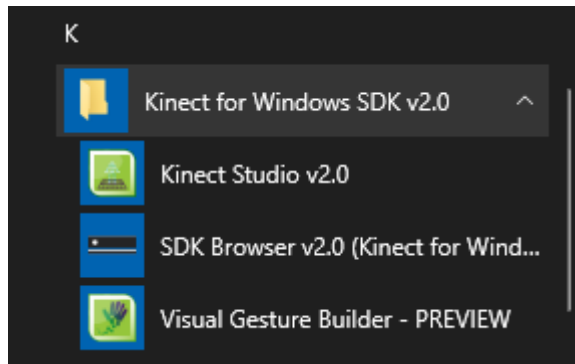 K
Kinect for Windows SDK v2.0
Kinect Studio v2.0
SDK Browser v2.0 (Kinect for Wind...
Visual Gesture Builder - PREVIEW